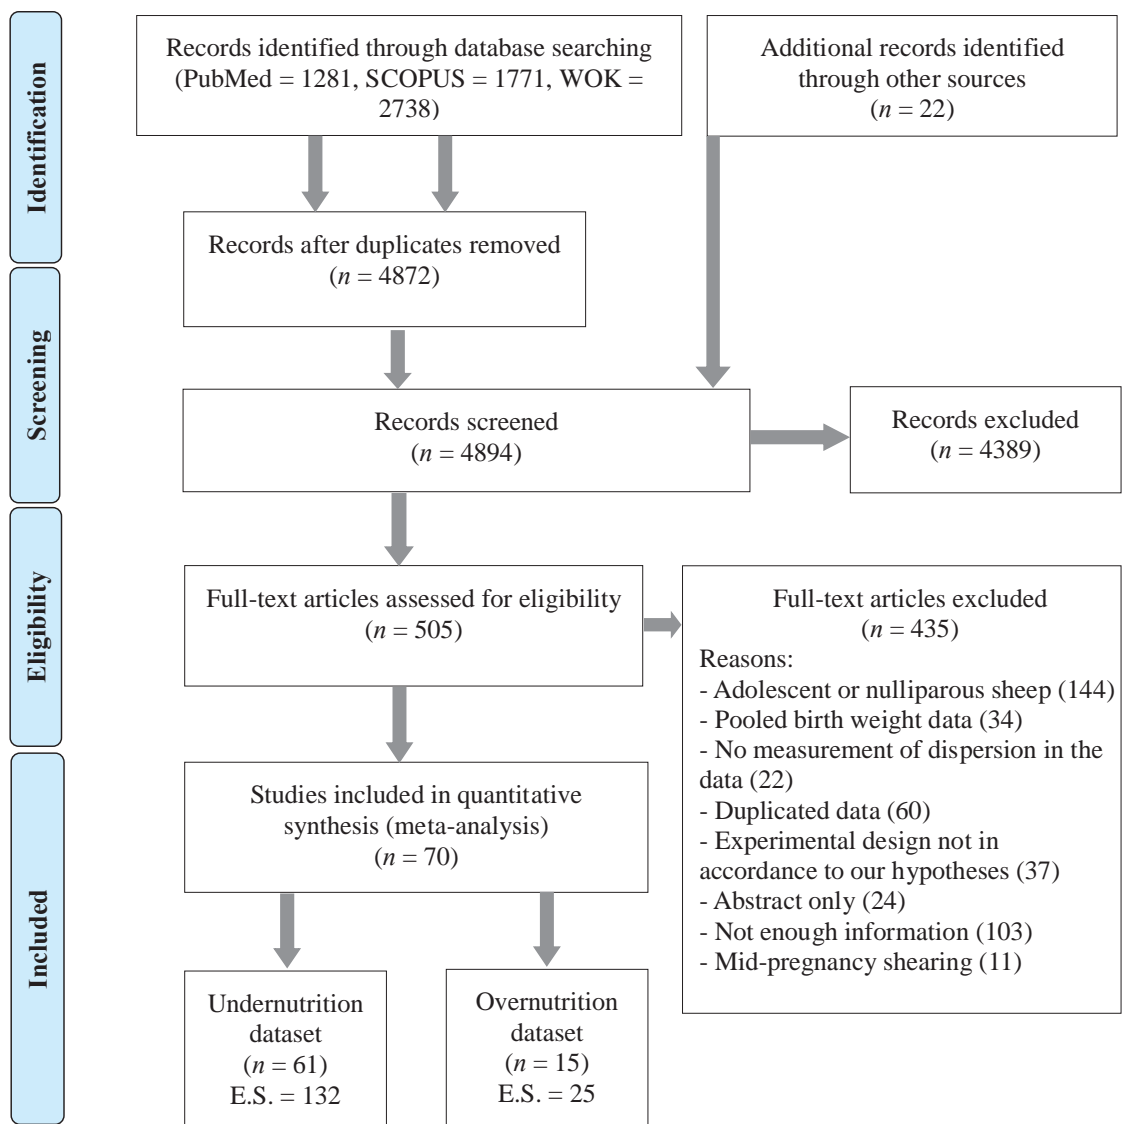 Identification
Records identified through database searching
(PubMed = 1281, SCOPUS = 1771, WOK =
2738)
Additional records identified
through other sources
(n = 22)
Records after duplicates removed
(n = 4872)
Screening
Records screened
(n = 4894)
Records excluded
(n = 4389)
Eligibility
Full-text articles assessed for eligibility
(n = 505)
Full-text articles excluded
(n = 435)
Reasons:
- Adolescent or nulliparous sheep (144)
- Pooled birth weight data (34)
- No measurement of dispersion in the
data (22)
- Duplicated data (60)
- Experimental design not in
accordance to our hypotheses (37)
- Abstract only (24)
- Not enough information (103)
- Mid-pregnancy shearing (11)
Included
Studies included in quantitative
synthesis (meta-analysis)
(n = 70)
Undernutrition
dataset
(n = 61)
E.S. = 132
Overnutrition
dataset
(n = 15)
E.S. = 25